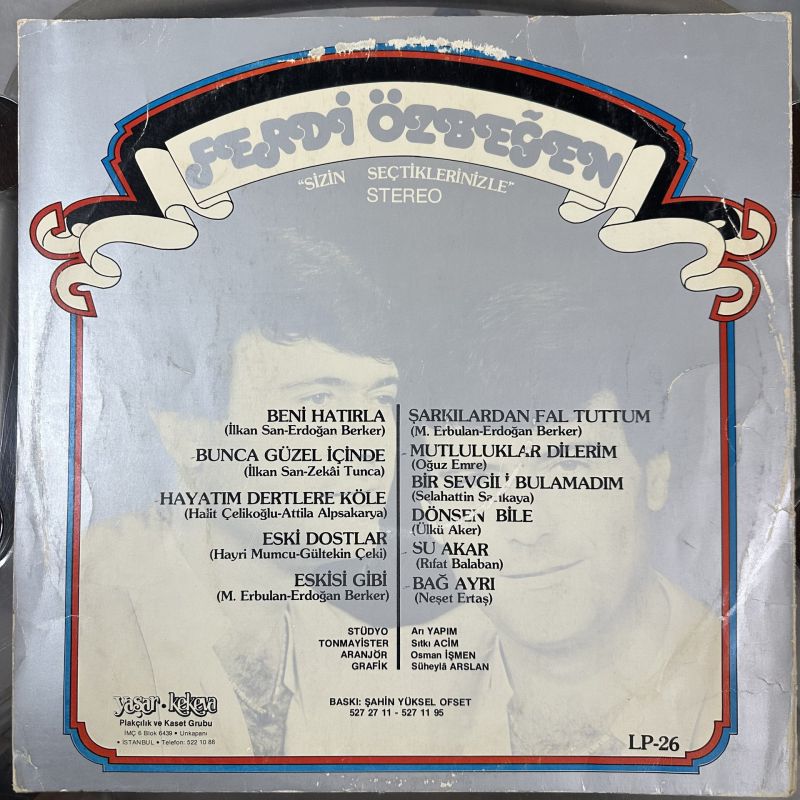 FERDİ ÖZBEĞEN
"SİZİN SEÇTİKLERİNİZLE"
STEREO
BENİ HATIRLA
(İlkan San-Erdoğan Berker)
BUNCA GÜZEL İÇİNDE
(İlkan San-Zekâi Tunca)
HAYATIM DERTLERE KÖLE
(Halit Çelikoğlu-Attila Alpsakarya)
ESKİ DOSTLAR
(Hayri Mumcu-Gültekin Çeki)
ESKİSİ GİBİ
(M. Erbulan-Erdoğan Berker)
ŞARKILARDAN FAL TUTTUM
(M. Erbulan-Erdoğan Berker)
MUTLULUKLAR DİLERİM
(Oğuz Emre)
BİR SEVGİLİ BULAMADIM
(Selahattin Sarıkaya)
DÖNSEN BİLE
(Ülkü Aker)
SU AKAR
(Rıfat Balaban)
BAĞ AYRI
(Neşet Ertaş)
STÜDYO Arı YAPIM
TONMAYİSTER Sıtkı ACİM
ARANJÖR Osman İŞMEN
GRAFİK Süheylâ ARSLAN
BASKI: ŞAHİN YÜKSEL OFSET
527 27 11 - 527 11 95
yaşar • kekeva
Plakçılık ve Kaset Grubu
İMÇ 6 Blok 6439 • Unkapanı
• İSTANBUL • Telefon: 522 10 86
LP-26